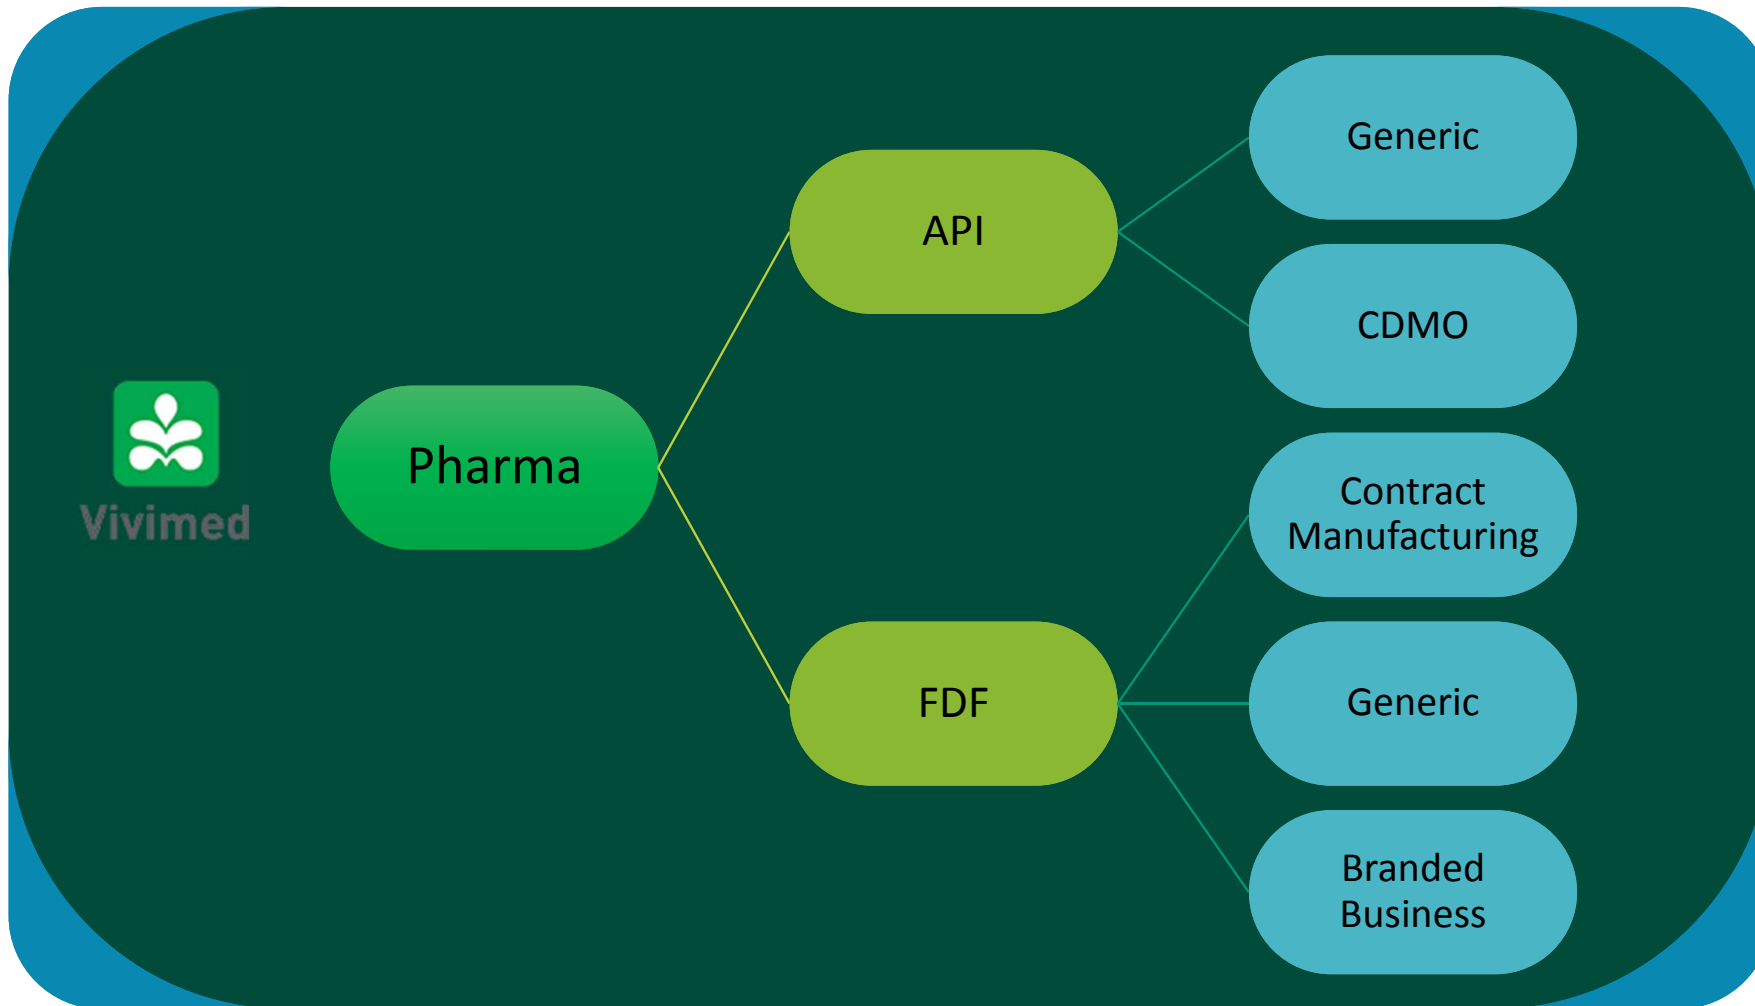 Vivimed
Pharma
API
Generic
CDMO
FDF
Contract
Manufacturing
Generic
Branded
Business